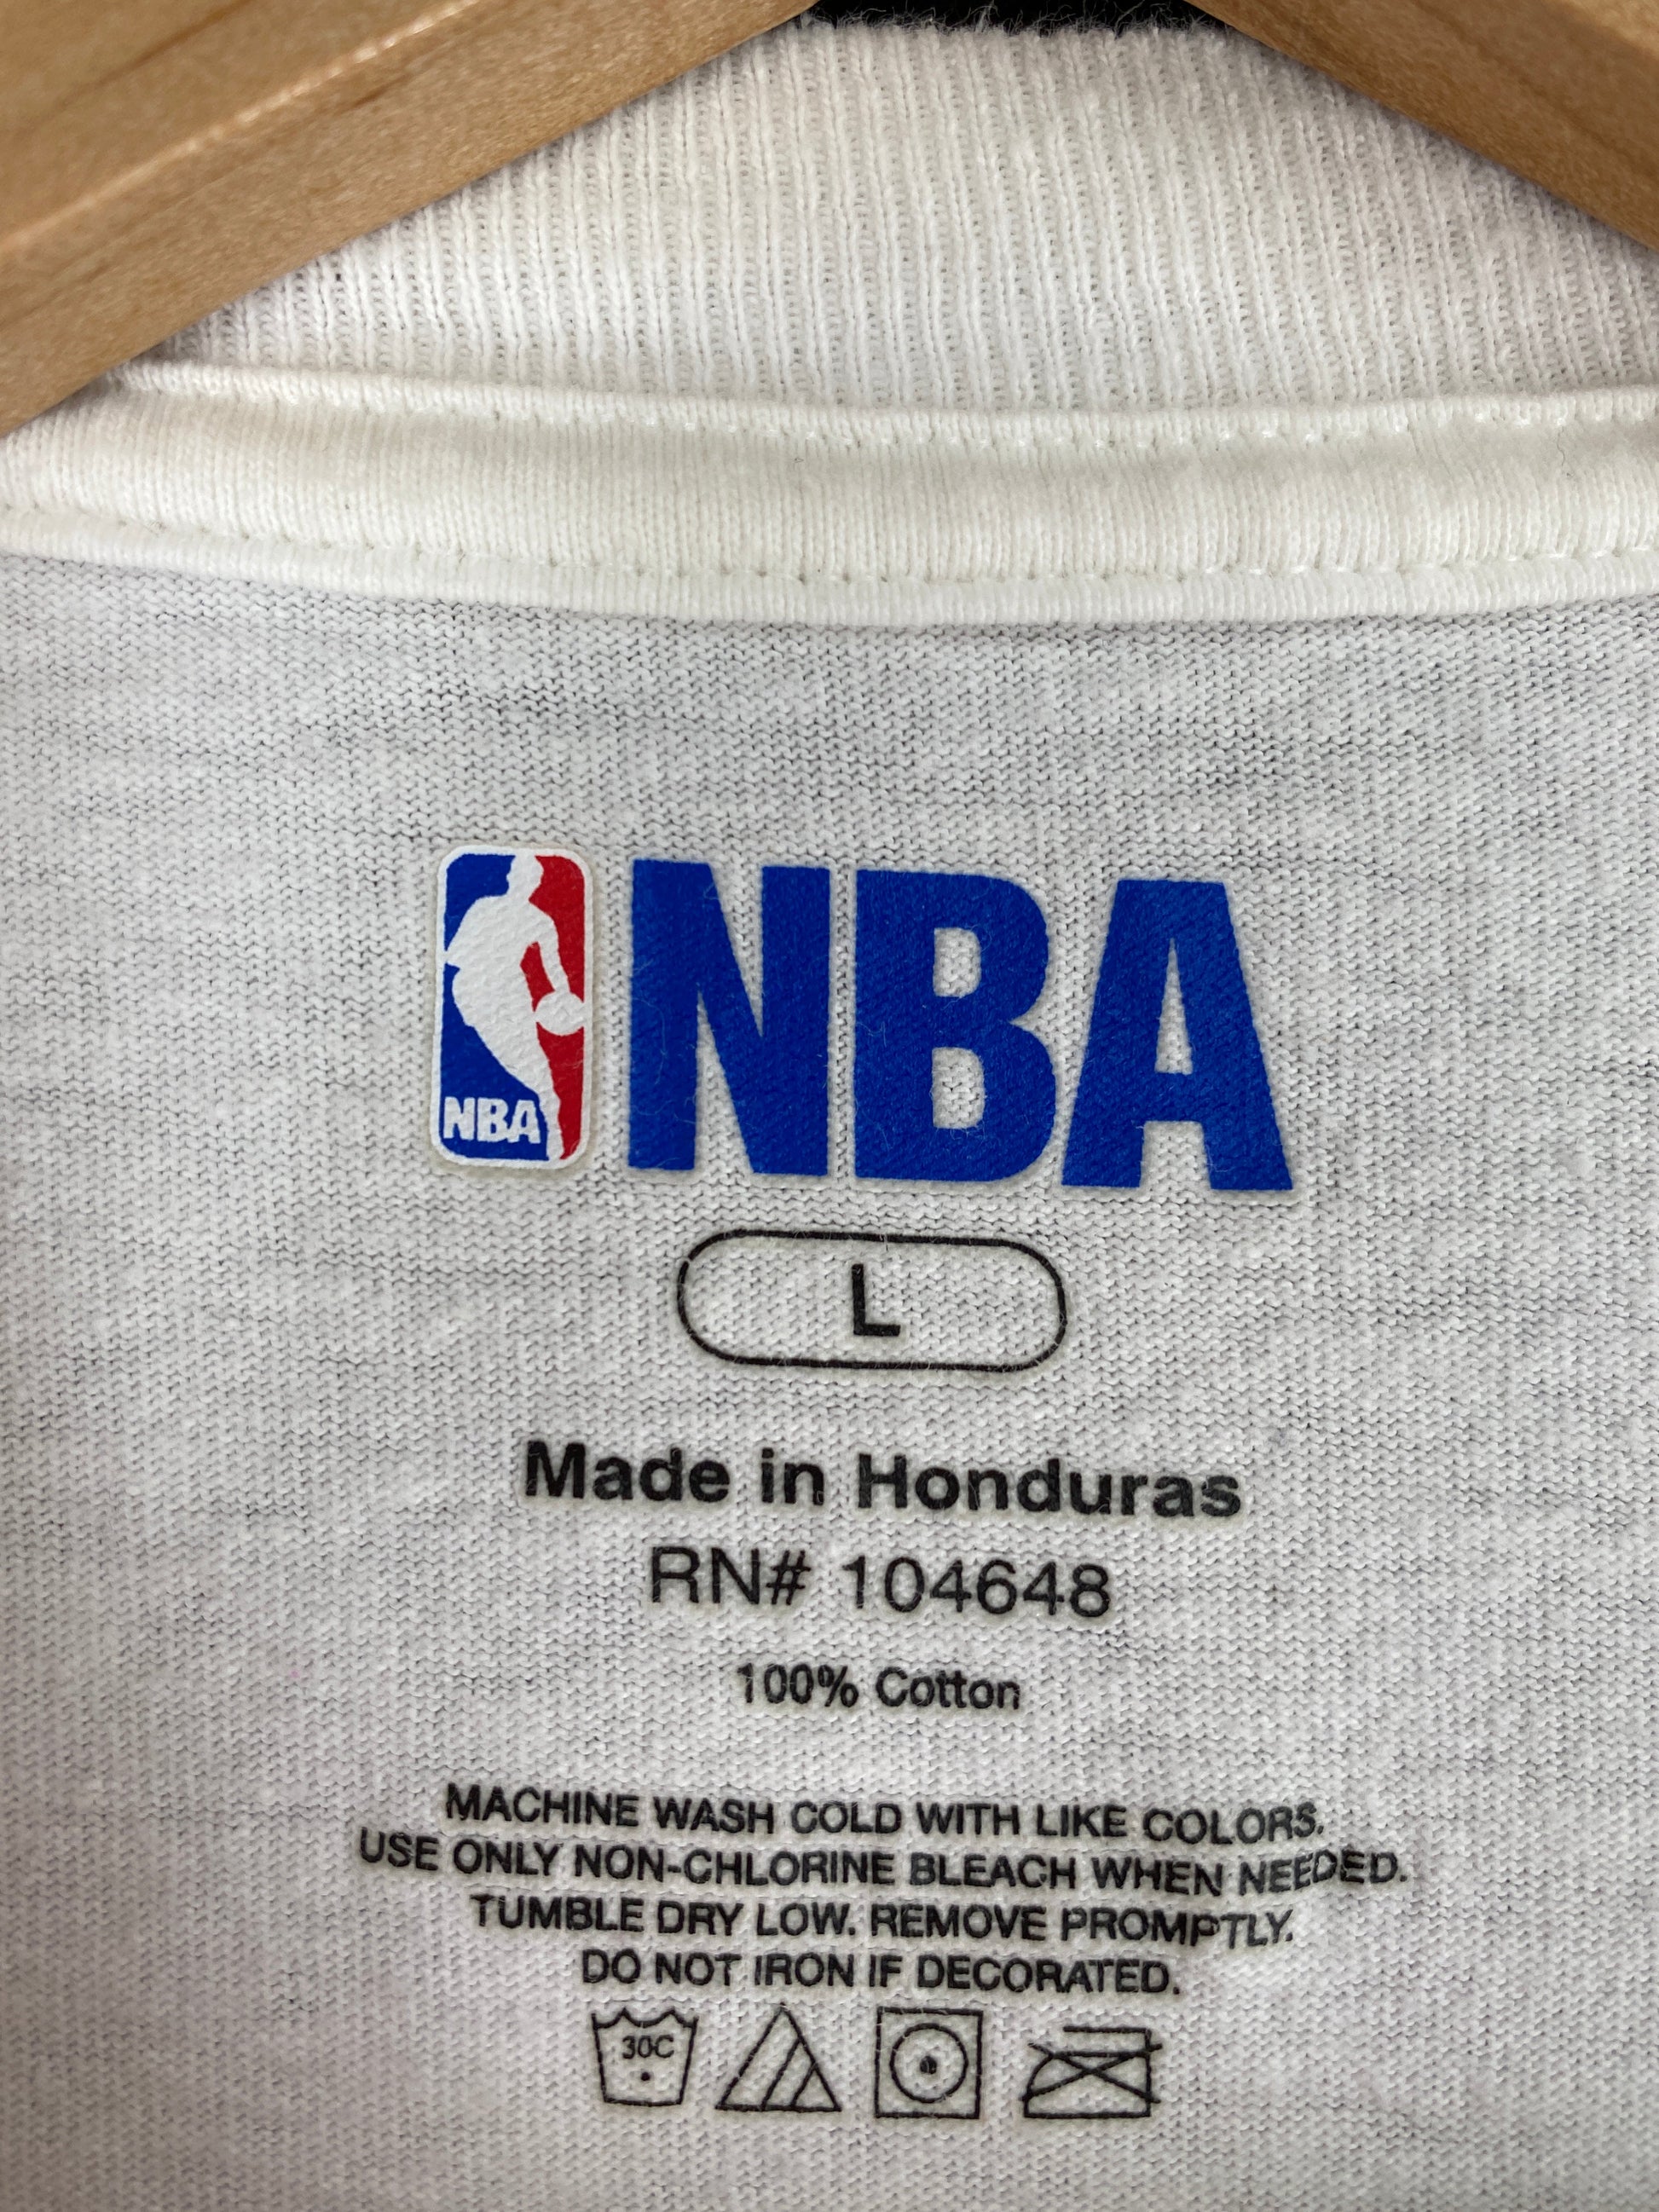 NBA
NBA
L
Made in Honduras
RN# 104648
100% Cotton
MACHINE WASH COLD WITH LIKE COLORS.
USE ONLY NON-CHLORINE BLEACH WHEN NEEDED.
TUMBLE DRY LOW. REMOVE PROMPTLY.
DO NOT IRON IF DECORATED.
30C